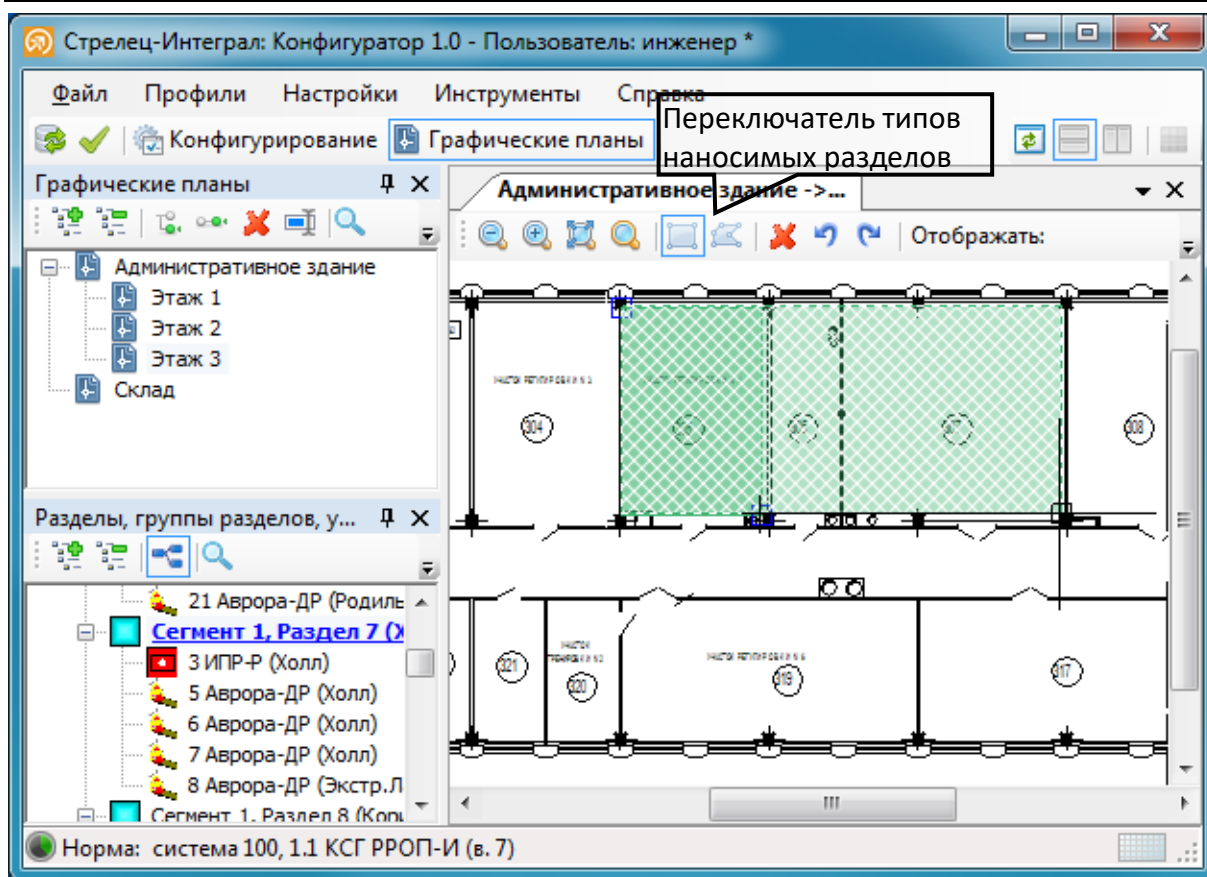 Стрелец-Интеграл: Конфигуратор 1.0 - Пользователь: инженер *
Файл Профили Настройки Инструменты Справка
Переключатель типов
наносимых разделов
Конфигурирование Графические планы
Графические планы
Административное здание ->...
Отображать:
Административное здание
Этаж 1
Этаж 2
Этаж 3
Склад
304
308
Разделы, группы разделов, у...
21 Аврора-ДР (Родиль
Сегмент 1, Раздел 7 (Х
3 ИПР-Р (Холл)
5 Аврора-ДР (Холл)
6 Аврора-ДР (Холл)
7 Аврора-ДР (Холл)
8 Аврора-ДР (Экстр.Л
Сегмент 1, Раздел 8 (Кори
321
320
319
317
Норма: система 100, 1.1 КСГ РРОП-И (в. 7)